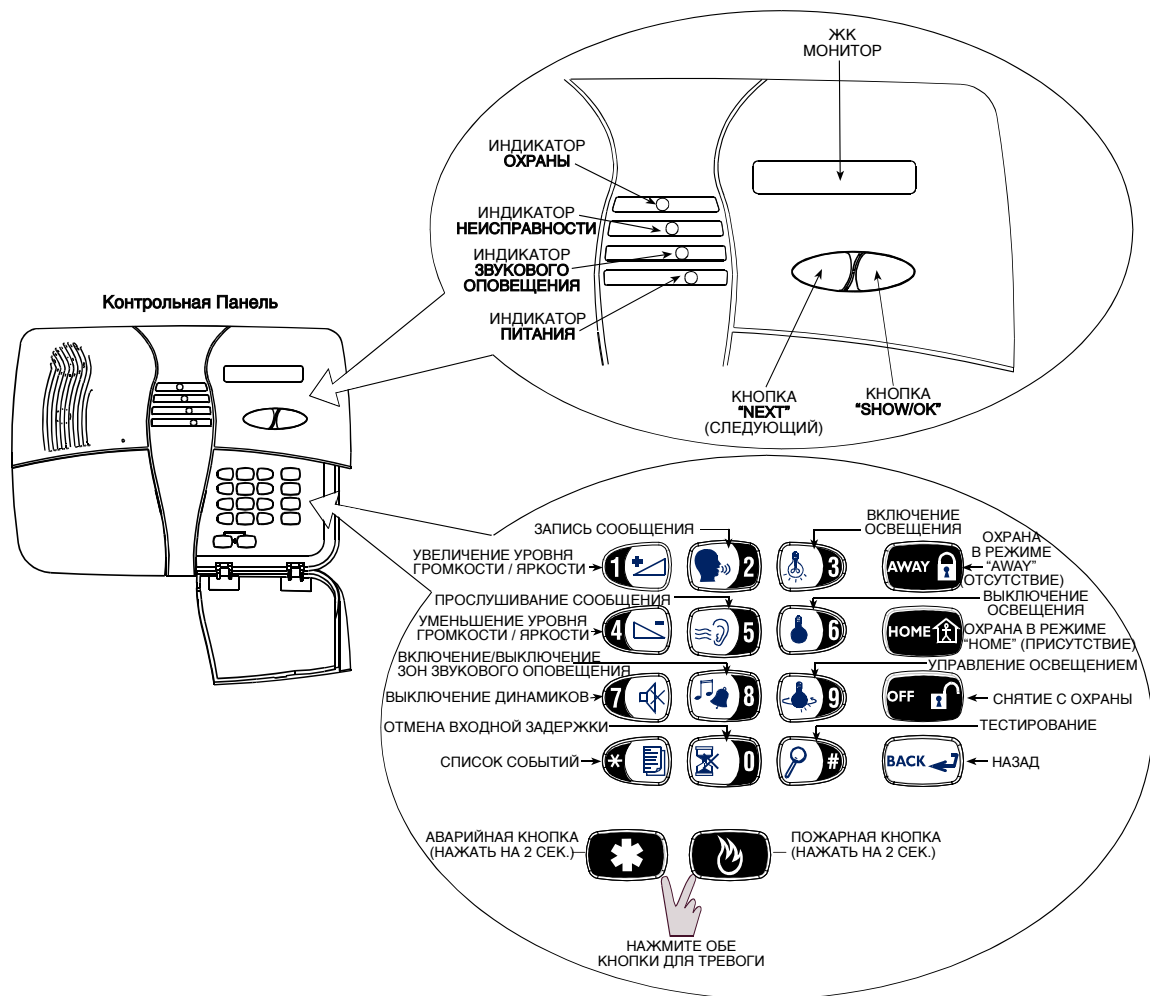 ЖК
МОНИТОР
ИНДИКАТОР
ОХРАНЫ
ИНДИКАТОР
НЕИСПРАВНОСТИ
ИНДИКАТОР
ЗВУКОВОГО
ОПОВЕЩЕНИЯ
ИНДИКАТОР
ПИТАНИЯ
КНОПКА
“NEXT”
(СЛЕДУЮЩИЙ)
КНОПКА
“SHOW/OK”
Контрольная Панель
ЗАПИСЬ СООБЩЕНИЯ
ВКЛЮЧЕНИЕ
ОСВЕЩЕНИЯ
УВЕЛИЧЕНИЕ УРОВНЯ
ГРОМКОСТИ / ЯРКОСТИ
1
2
3
AWAY
ОХРАНА
В РЕЖИМЕ
“AWAY”
(ОТСУТСТВИЕ)
ПРОСЛУШИВАНИЕ СООБЩЕНИЯ
ВЫКЛЮЧЕНИЕ
ОСВЕЩЕНИЯ
УМЕНЬШЕНИЕ УРОВНЯ
ГРОМКОСТИ / ЯРКОСТИ
4
5
6
HOME
ОХРАНА В РЕЖИМЕ
“HOME” (ПРИСУТСТВИЕ)
ВКЛЮЧЕНИЕ/ВЫКЛЮЧЕНИЕ
ЗОН ЗВУКОВОГО ОПОВЕЩЕНИЯ
УПРАВЛЕНИЕ ОСВЕЩЕНИЕМ
ВЫКЛЮЧЕНИЕ ДИНАМИКОВ
7
8
9
OFF
СНЯТИЕ С ОХРАНЫ
ОТМЕНА ВХОДНОЙ ЗАДЕРЖКИ
ТЕСТИРОВАНИЕ
СПИСОК СОБЫТИЙ
*
0
#
BACK
НАЗАД
АВАРИЙНАЯ КНОПКА
(НАЖАТЬ НА 2 СЕК.)
ПОЖАРНАЯ КНОПКА
(НАЖАТЬ НА 2 СЕК.)
НАЖМИТЕ ОБЕ
КНОПКИ ДЛЯ ТРЕВОГИ